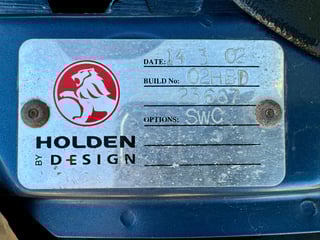 DATE: 14 3 02
BUILD No: 02HBD
23667
OPTIONS: SWC
HOLDEN
BY DESIGN